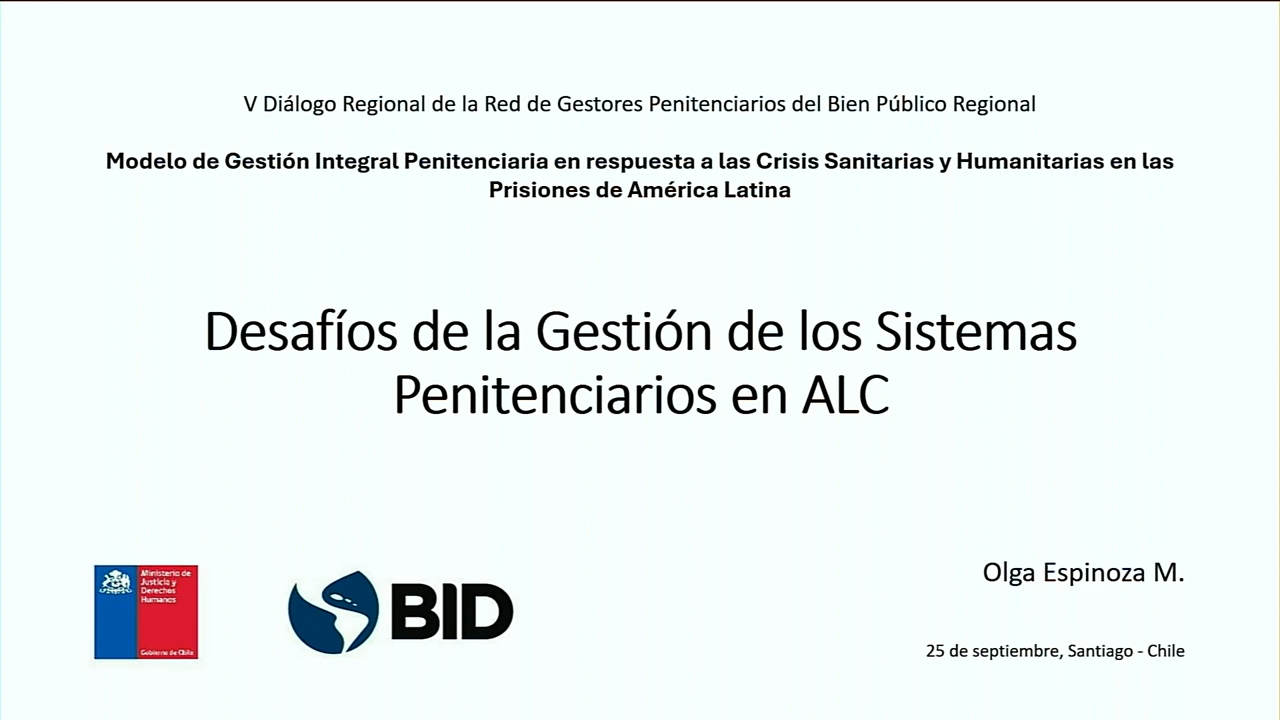 V Diálogo Regional de la Red de Gestores Penitenciarios del Bien Público Regional
Modelo de Gestión Integral Penitenciaria en respuesta a las Crisis Sanitarias y Humanitarias en las
Prisiones de América Latina
Desafíos de la Gestión de los Sistemas
Penitenciarios en ALC
Ministerio de
Justicia y
Derechos
Humanos
Gobierno de Chile
BID
Olga Espinoza M.
25 de septiembre, Santiago - Chile